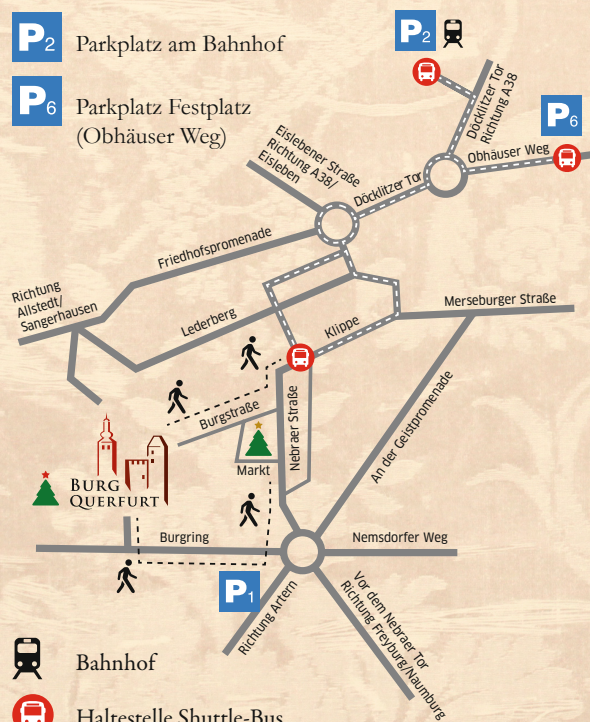 P2 Parkplatz am Bahnhof
P6 Parkplatz Festplatz
(Obhäuser Weg)
P2
P6
Döcklitzer Tor
Richtung A38
Obhäuser Weg
Eislebener Straße
Richtung A38/
Eisleben
Döcklitzer Tor
Friedhofspromenade
Richtung
Allstedt/
Sangerhausen
Lederberg
Klippe
Merseburger Straße
Burgstraße
Nebraer Straße
An der Geistpromenade
Markt
BURG
QUERFURT
Burgring
Nemsdorfer Weg
P1
Richtung Artern
Vor dem Nebraer Tor
Richtung Freyburg/Naumburg
Bahnhof
Haltestelle Shuttle-Bus